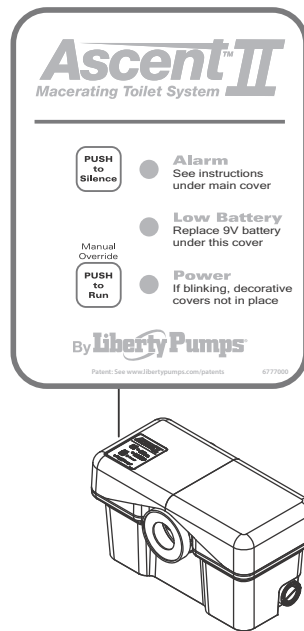 Ascent™ II
Macerating Toilet System
PUSH
to
Silence
Alarm
See instructions
under main cover
Low Battery
Replace 9V battery
under this cover
Manual
Override
PUSH
to
Run
Power
If blinking, decorative
covers not in place
By Liberty Pumps®
Patent: See www.libertypumps.com/patents 6777000